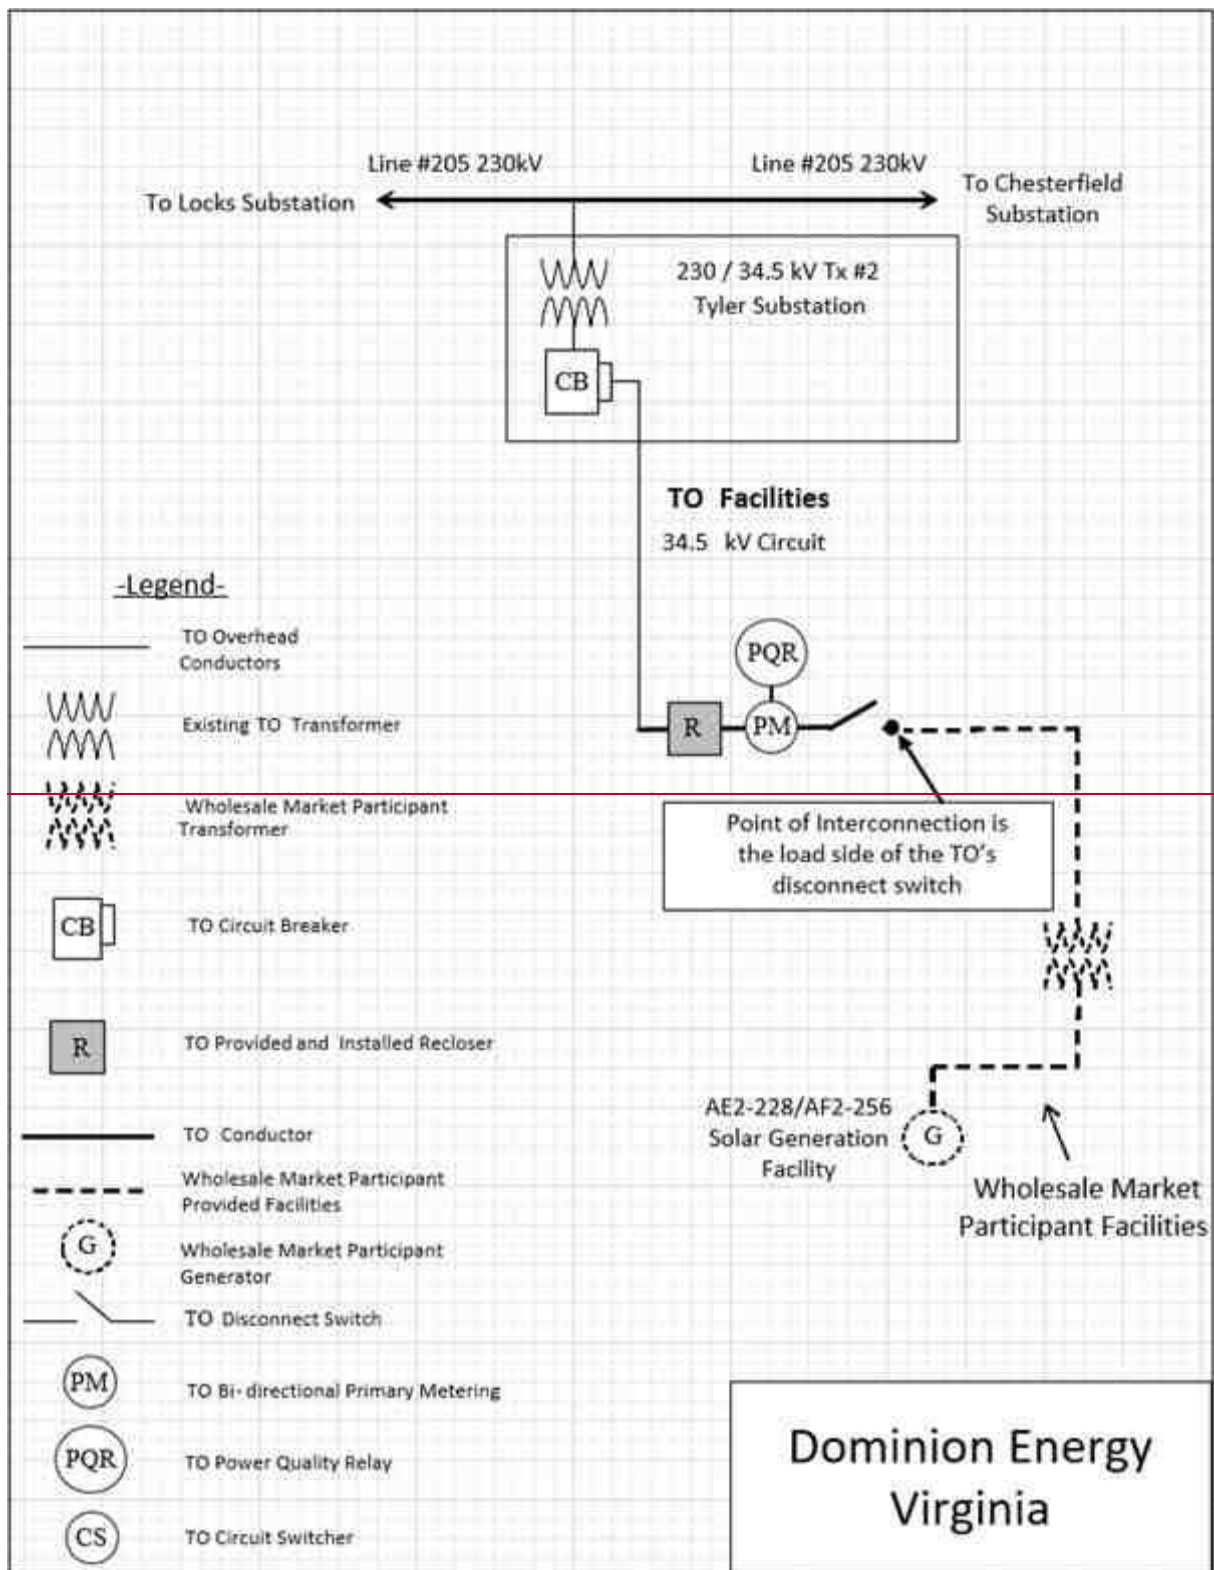 Line #205 230kV
Line #205 230kV
To Locks Substation
To Chesterfield
Substation
230 / 34.5 kV Tx #2
Tyler Substation
CB
TO Facilities
34.5 kV Circuit
-Legend-
TO Overhead
Conductors
Existing TO Transformer
Wholesale Market Participant
Transformer
CB
TO Circuit Breaker
R
TO Provided and Installed Recloser
TO Conductor
Wholesale Market Participant
Provided Facilities
G
Wholesale Market Participant
Generator
TO Disconnect Switch
PM
TO Bi-directional Primary Metering
PQR
TO Power Quality Relay
CS
TO Circuit Switcher
PQR
R
PM
Point of Interconnection is
the load side of the TO's
disconnect switch
AE2-228/AF2-256
Solar Generation
Facility
G
Wholesale Market
Participant Facilities
Dominion Energy
Virginia